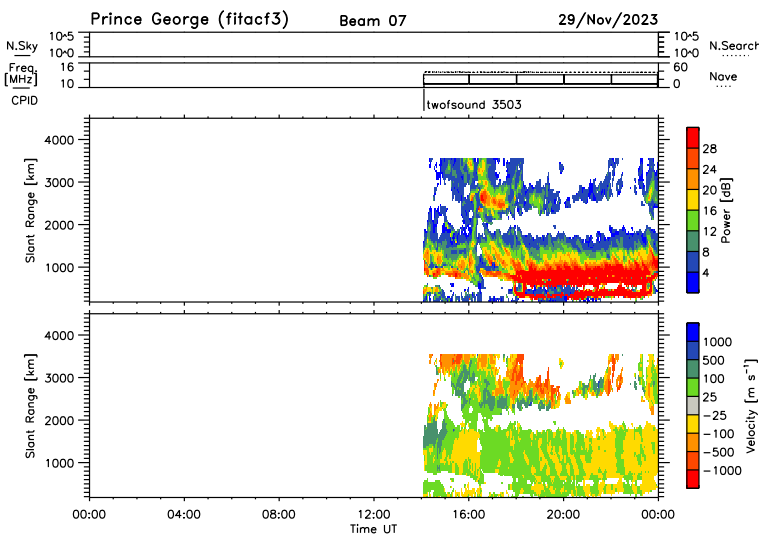 Prince George (fitacf3) Beam 07 29/Nov/2023
N.Sky 10^5 10^0 10^5 10^0 N.Search
Freq. [MHz] 16 10 60 0 Nave
CPID twofsound 3503
Slant Range [km] 4000 3000 2000 1000
28 24 20 16 12 8 4 Power [dB]
Slant Range [km] 4000 3000 2000 1000
1000 500 100 25 -25 -100 -500 -1000 Velocity [m s⁻¹]
00:00 04:00 08:00 12:00 16:00 20:00 00:00
Time UT